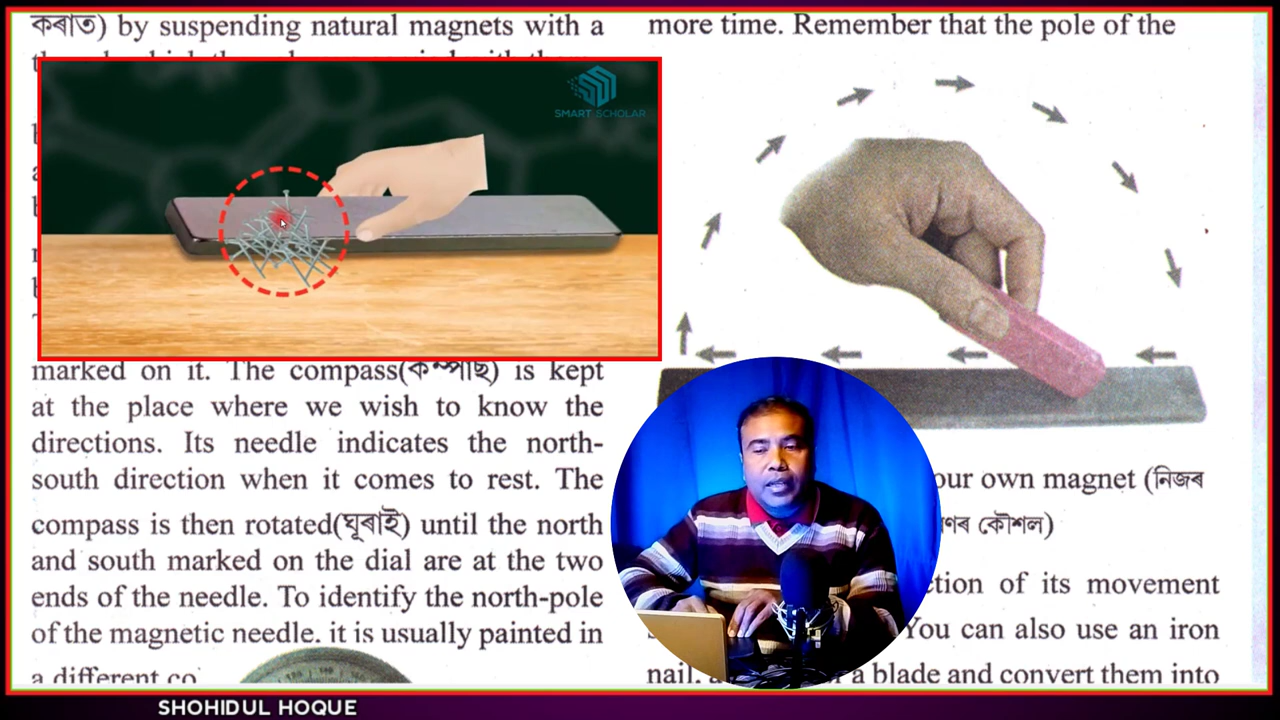 কৰাত) by suspending natural magnets with a
marked on it. The compass(কম্পাছ) is kept
at the place where we wish to know the
directions. Its needle indicates the north-
south direction when it comes to rest. The
compass is then rotated(ঘূৰাই) until the north
and south marked on the dial are at the two
ends of the needle. To identify the north-pole
of the magnetic needle. it is usually painted in
a different co
more time. Remember that the pole of the
our own magnet (নিজৰ
কৌশল)
ction of its movement
You can also use an iron
nail. a blade and convert them into
SMART SCHOLAR
SHOHIDUL HOQUE